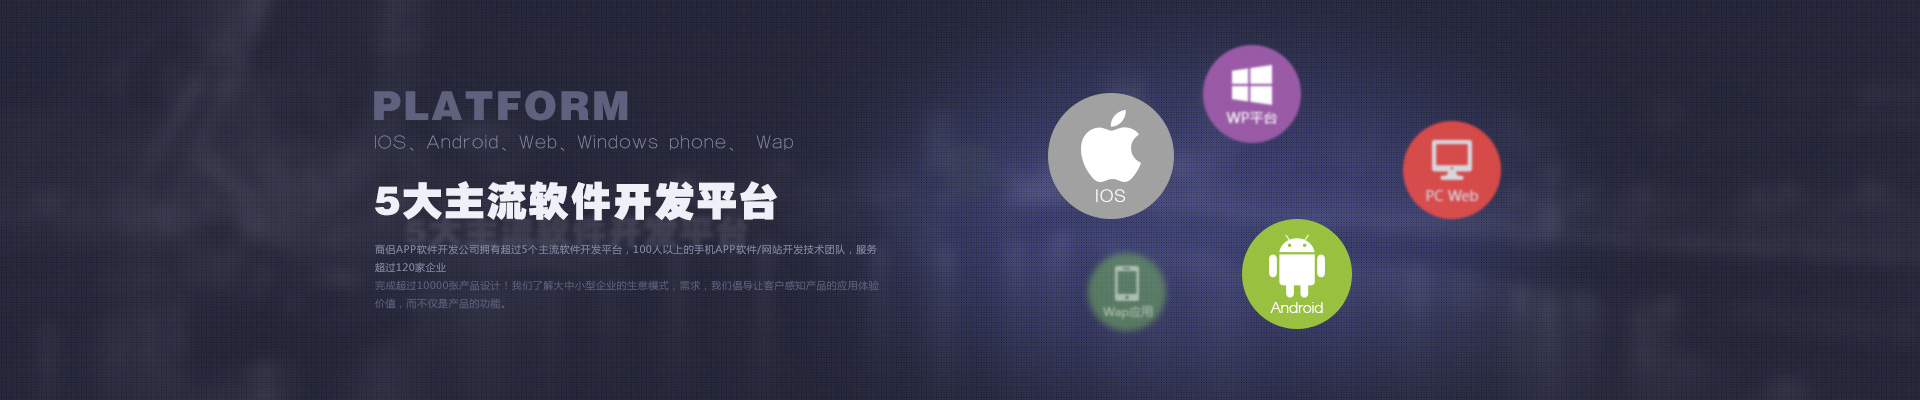 PLATFORM
IOS、Android、Web、Windows phone、 Wap
5大主流软件开发平台
商侣APP软件开发公司拥有超过5个主流软件开发平台，100人以上的手机APP软件/网站开发技术团队，服务
超过120家企业
完成超过10000张产品设计！我们了解大中小型企业的生意模式，需求，我们倡导让客户感知产品的应用体验
价值，而不仅是产品的功能。
WP平台
IOS
PC Web
Wap应用
Android